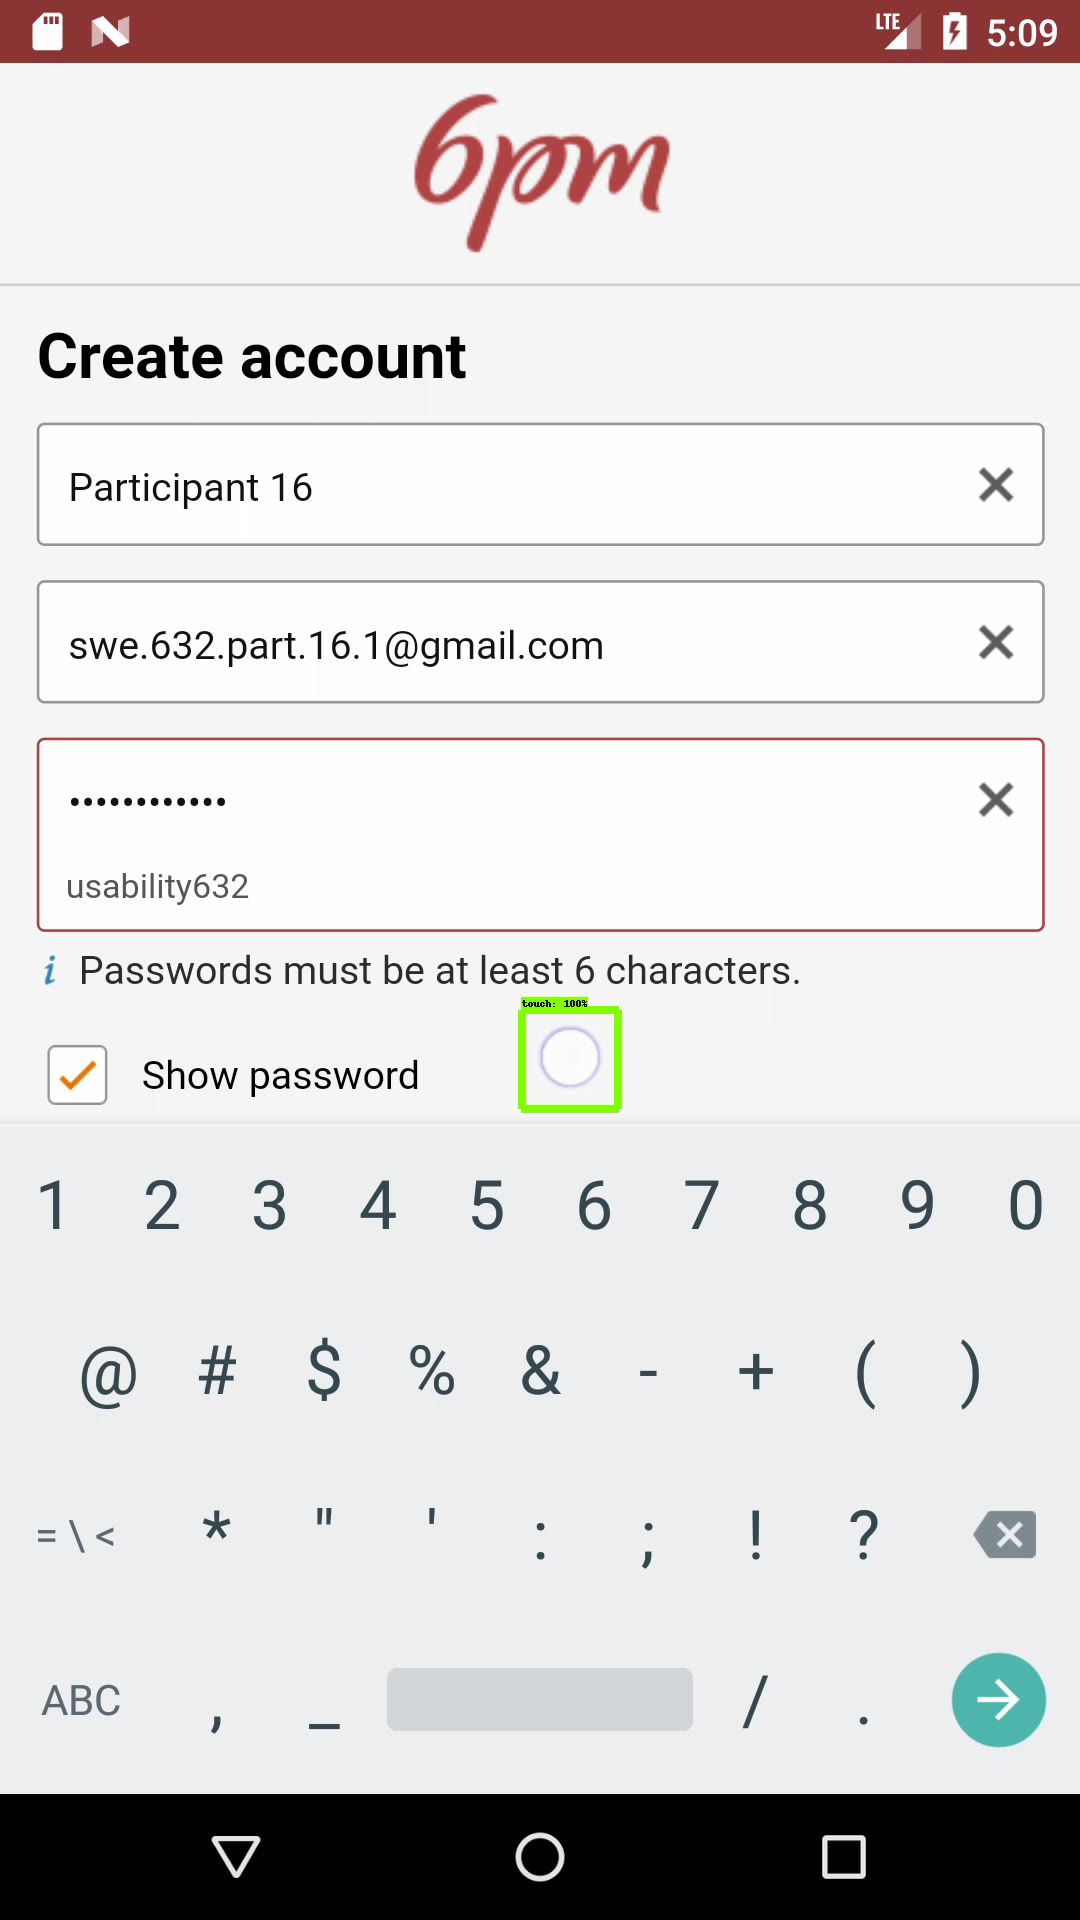 LTE 5:09
6pm
Create account
Participant 16
swe.632.part.16.1@gmail.com
••••••••••••
usability632
i Passwords must be at least 6 characters.
touch: 100%
Show password
1 2 3 4 5 6 7 8 9 0
@ # $ % & - + ( )
= \ < * " ' : ; ! ?
ABC , _ / .